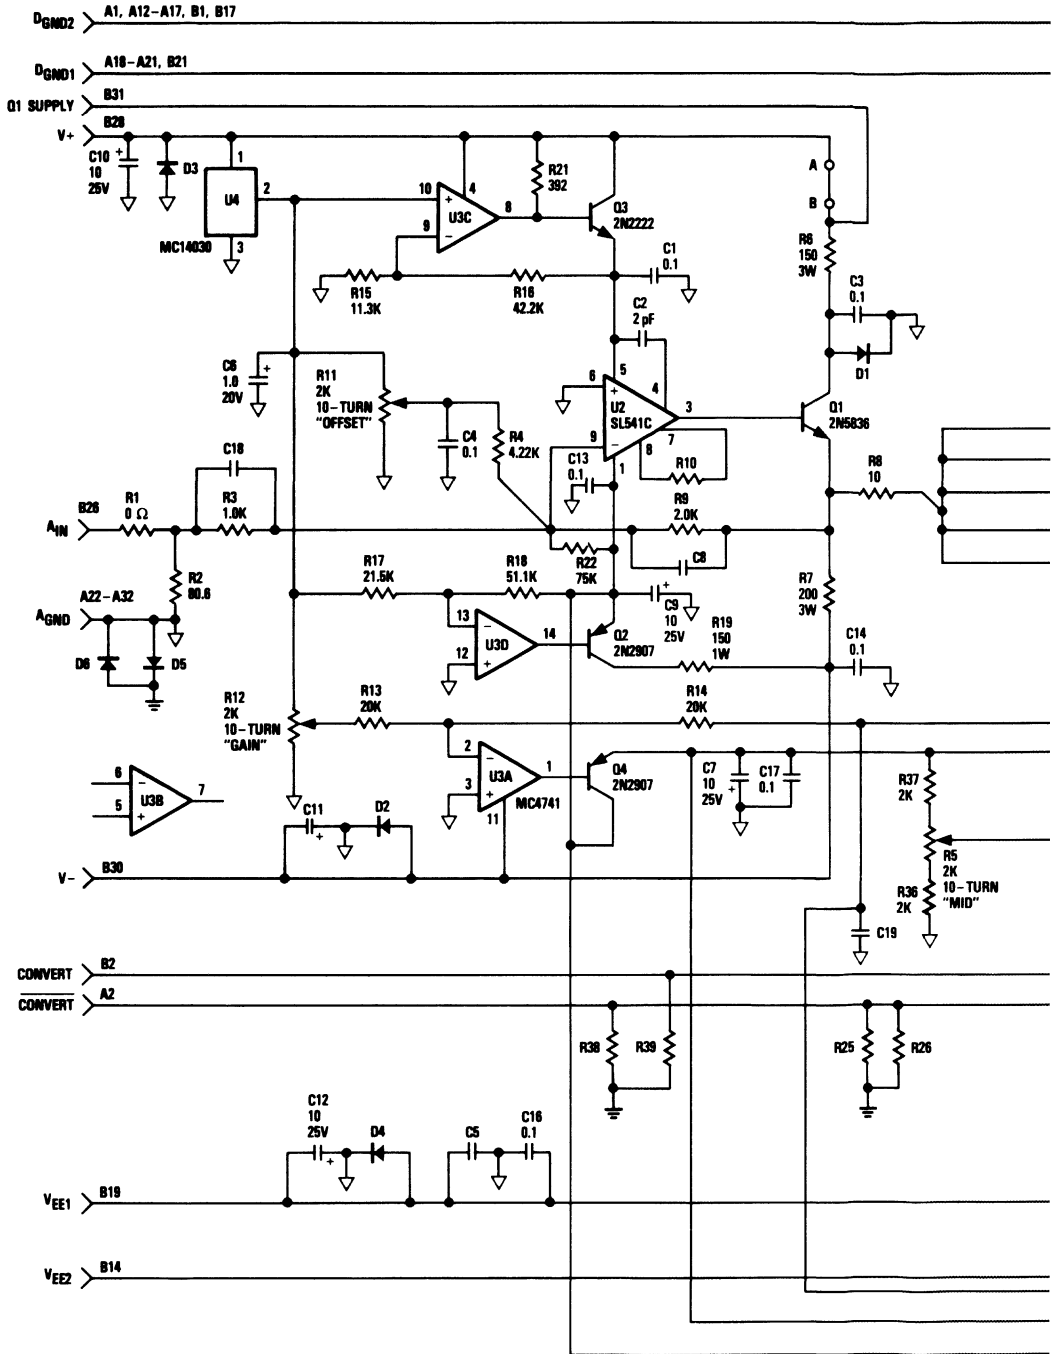 DGND2 A1, A12-A17, B1, B17
DGND1 A18-A21, B21
Q1 SUPPLY B31
V+ B28
C10
10
25V
+
D3
1
U4
2
3
MC14030
10
+
9
-
U3C
4
8
R21
392
Q3
2N2222
A
B
R6
150
3W
R15
11.3K
R16
42.2K
C1
0.1
C2
2 pF
C3
0.1
D1
C6
1.0
20V
+
R11
2K
10-TURN
"OFFSET"
C4
0.1
R4
4.22K
6
+
5
4
U2
SL541C
3
9
-
7
8
1
R10
C13
0.1
Q1
2N5836
R8
10
C18
R1
0 Ω
R3
1.0K
AIN B26
R9
2.0K
R22
75K
C8
R2
80.6
R17
21.5K
R18
51.1K
R7
200
3W
AGND A22-A32
D6
D5
13
-
12
+
U3D
14
Q2
2N2907
C9
10
25V
+
R19
150
1W
C14
0.1
R12
2K
10-TURN
"GAIN"
R13
20K
R14
20K
2
-
3
+
U3A
1
11
MC4741
Q4
2N2907
C7
10
25V
+
C17
0.1
R37
2K
R5
2K
10-TURN
"MID"
R36
2K
6
-
5
+
U3B
7
C11
+
D2
V- B30
C19
CONVERT B2
CONVERT A2
R38
R39
R25
R26
C12
10
25V
+
D4
C5
C16
0.1
VEE1 B19
VEE2 B14